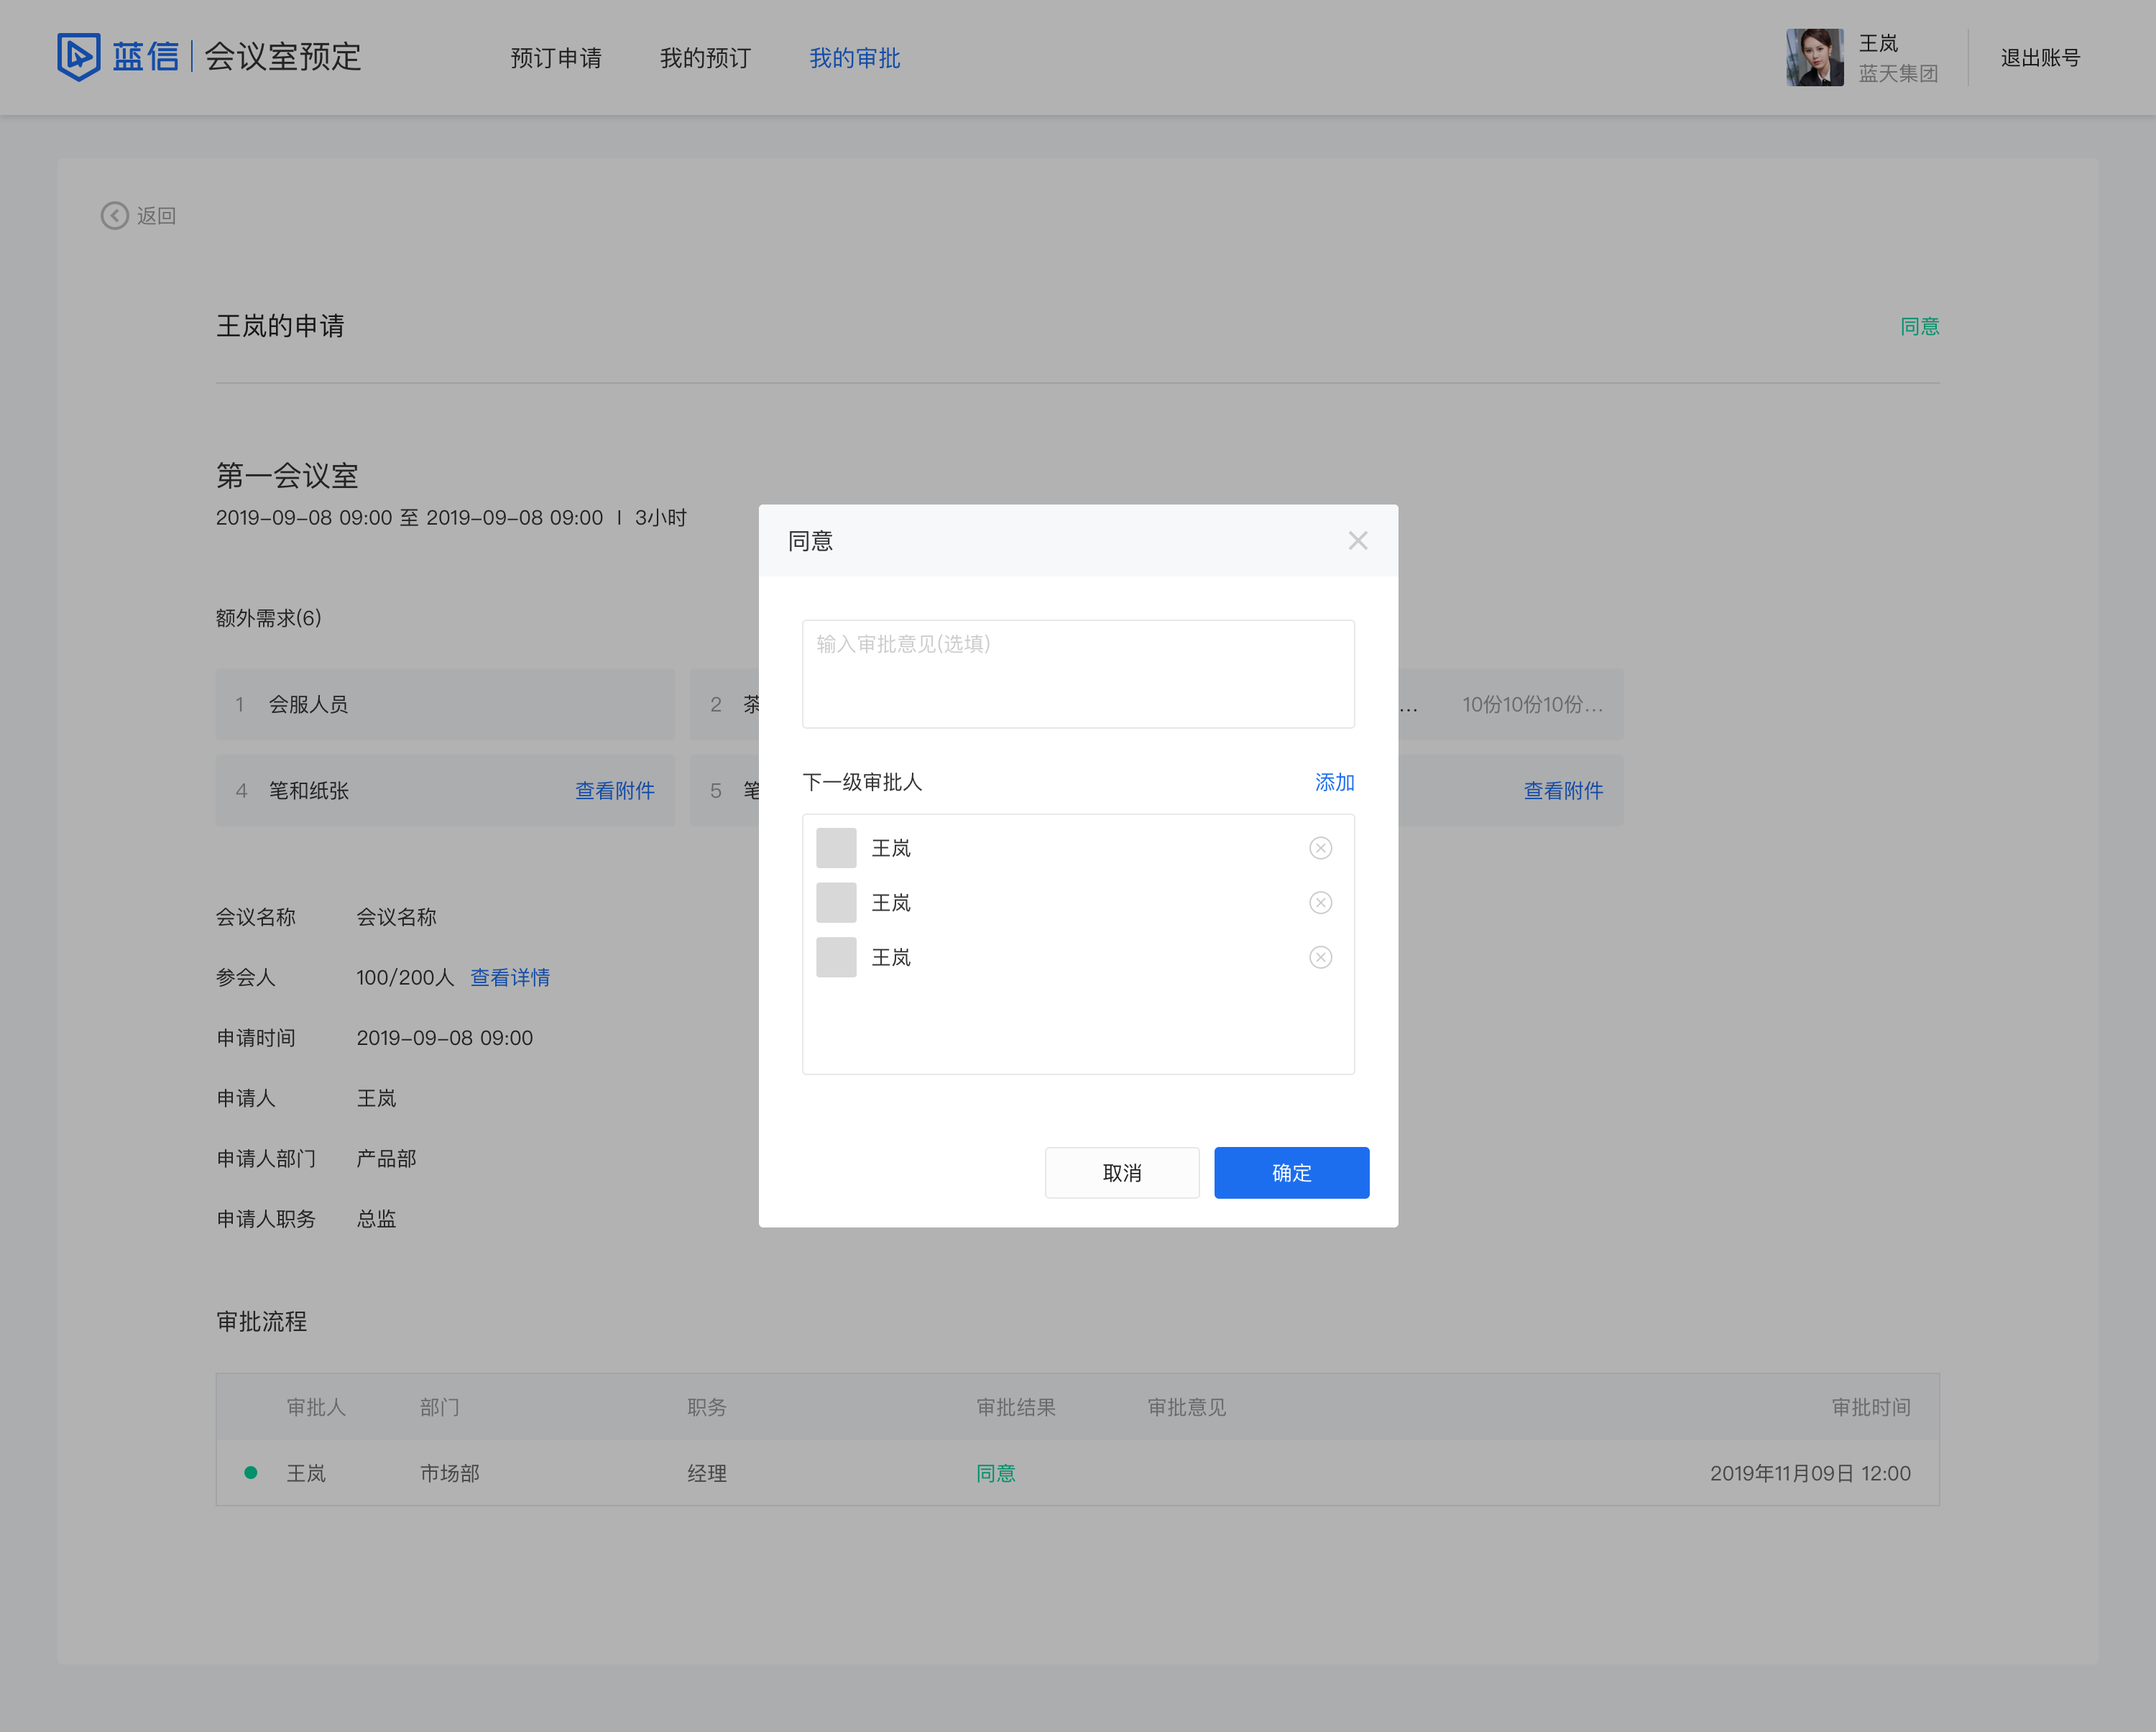 蓝信 会议室预定
预订申请 我的预订 我的审批
王岚
蓝天集团
退出账号
返回
王岚的申请 同意
第一会议室
2019-09-08 09:00 至 2019-09-08 09:00 I 3小时
额外需求(6)
1 会服人员 2 茶 ... 10份10份10份...
4 笔和纸张 查看附件 5 笔 查看附件
会议名称 会议名称
参会人 100/200人 查看详情
申请时间 2019-09-08 09:00
申请人 王岚
申请人部门 产品部
申请人职务 总监
审批流程
审批人 部门 职务 审批结果 审批意见 审批时间
王岚 市场部 经理 同意 2019年11月09日 12:00
同意
输入审批意见(选填)
下一级审批人 添加
王岚
王岚
王岚
取消 确定